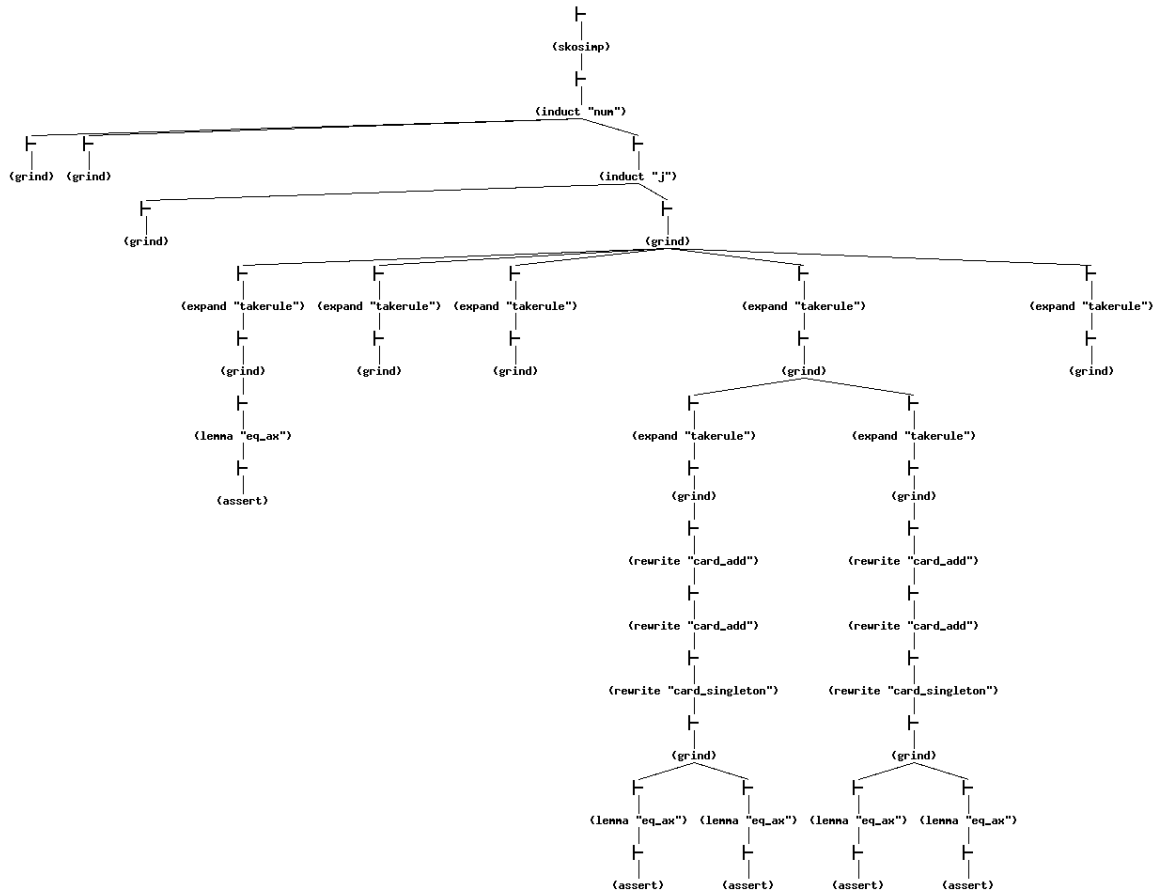 (skosimp)
(induct "num")
(grind) (grind) (induct "j")
(grind) (grind)
(expand "takerule") (expand "takerule") (expand "takerule") (expand "takerule") (expand "takerule")
(grind) (grind) (grind) (grind) (grind)
(lemma "eq_ax") (expand "takerule") (expand "takerule")
(assert) (grind) (grind)
(rewrite "card_add") (rewrite "card_add")
(rewrite "card_add") (rewrite "card_add")
(rewrite "card_singleton") (rewrite "card_singleton")
(grind) (grind)
(lemma "eq_ax") (lemma "eq_ax") (lemma "eq_ax") (lemma "eq_ax")
(assert) (assert) (assert) (assert)